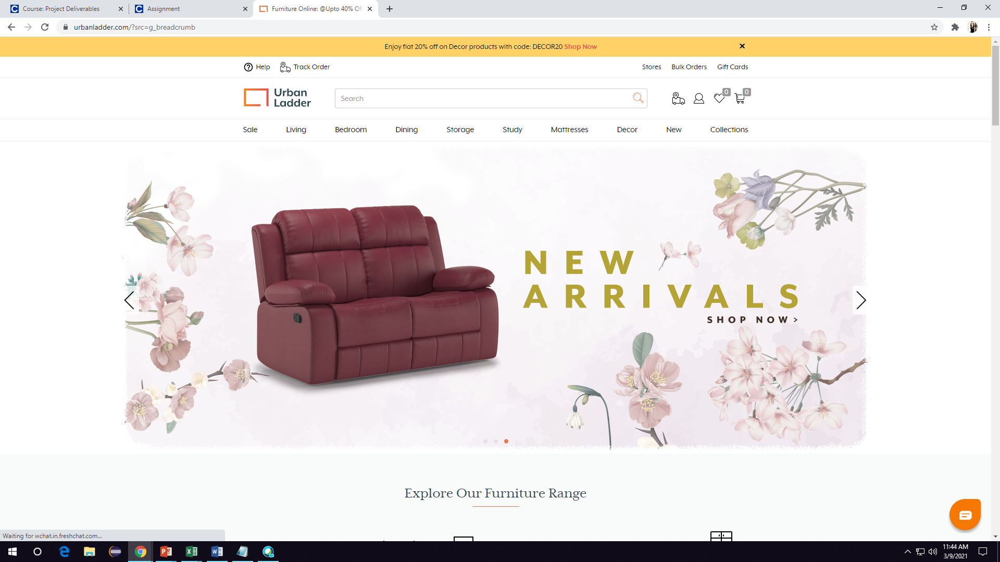 Course: Project Deliverables
Assignment
Furniture Online: @Upto 40% Off
urbanladder.com/?src=g_breadcrumb
Enjoy flat 20% off on Decor products with code: DECOR20 Shop Now
Help
Track Order
Stores
Bulk Orders
Gift Cards
Urban
Ladder
Search
0
0
Sale
Living
Bedroom
Dining
Storage
Study
Mattresses
Decor
New
Collections
NEW
ARRIVALS
SHOP NOW >
Explore Our Furniture Range
Waiting for wchat.in.freshchat.com...
11:44 AM
3/9/2021